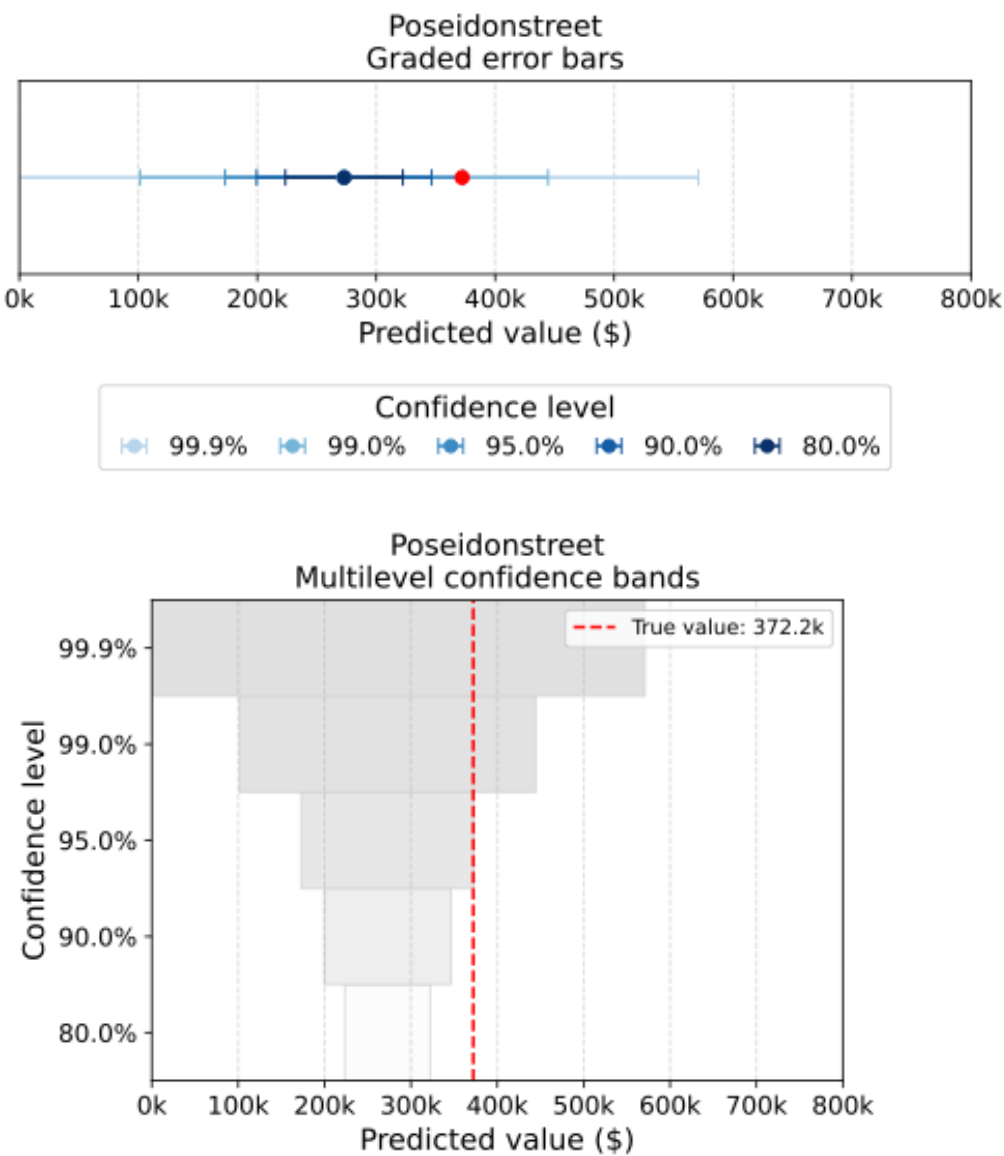 Poseidonstreet
Graded error bars
0k 100k 200k 300k 400k 500k 600k 700k 800k
Predicted value ($)
Confidence level
99.9% 99.0% 95.0% 90.0% 80.0%
Poseidonstreet
Multilevel confidence bands
True value: 372.2k
Confidence level
99.9%
99.0%
95.0%
90.0%
80.0%
0k 100k 200k 300k 400k 500k 600k 700k 800k
Predicted value ($)